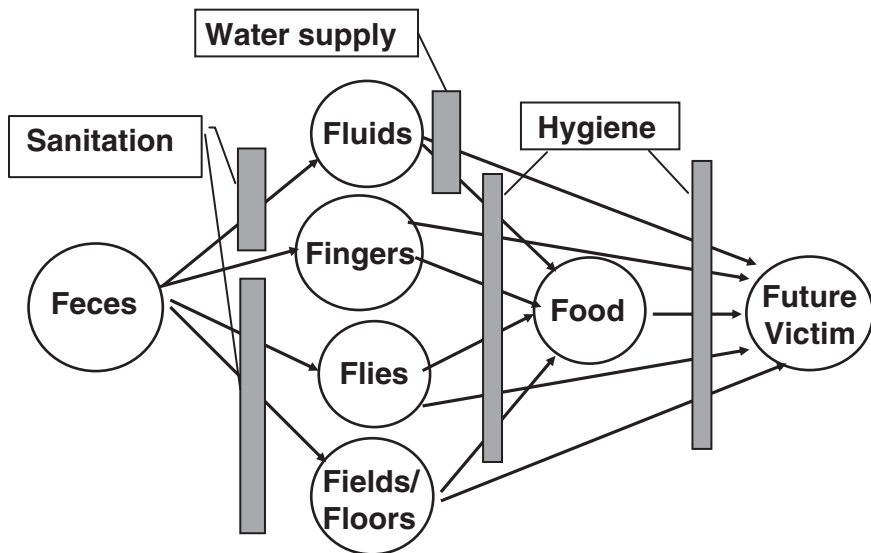 Water supply
Sanitation
Fluids
Hygiene
Fingers
Feces
Food
Future
Victim
Flies
Fields/
Floors